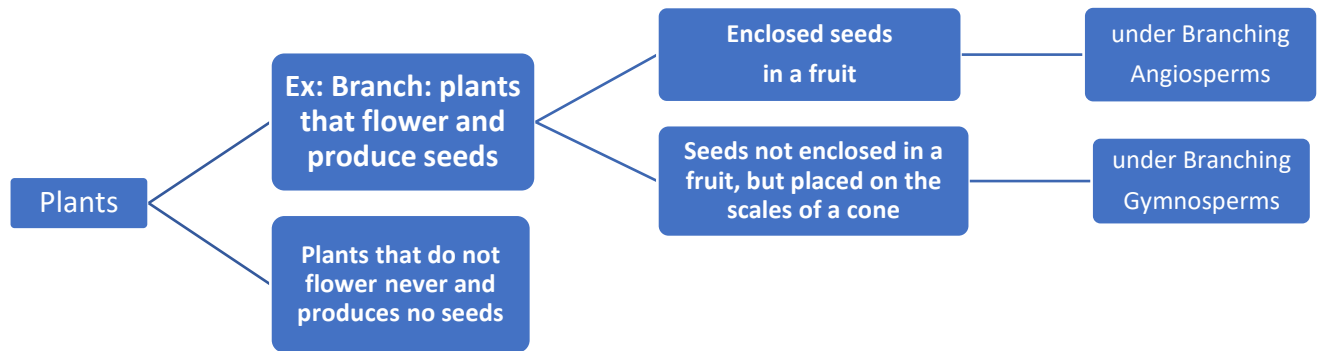 Plants
Ex: Branch: plants
that flower and
produce seeds
Plants that do not
flower never and
produces no seeds
Enclosed seeds
in a fruit
Seeds not enclosed in a
fruit, but placed on the
scales of a cone
under Branching
Angiosperms
under Branching
Gymnosperms